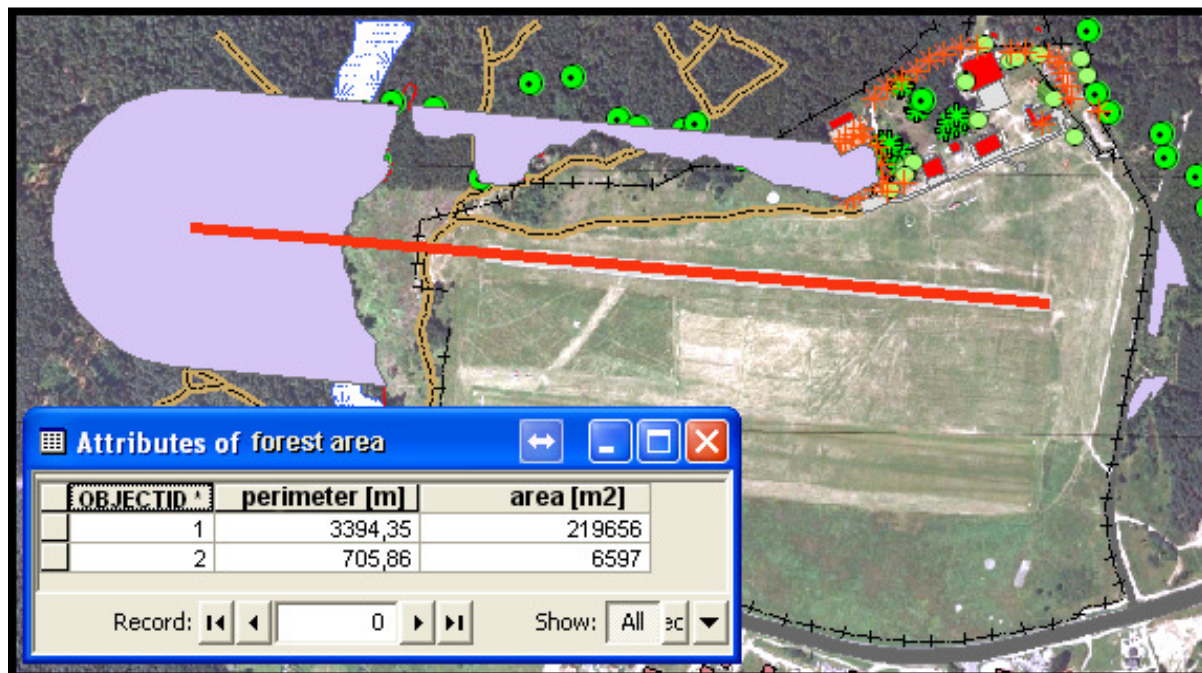 Attributes of forest area
OBJECTID * perimeter [m] area [m2]
1 3394,35 219656
2 705,86 6597
Record: 0 Show: All ec